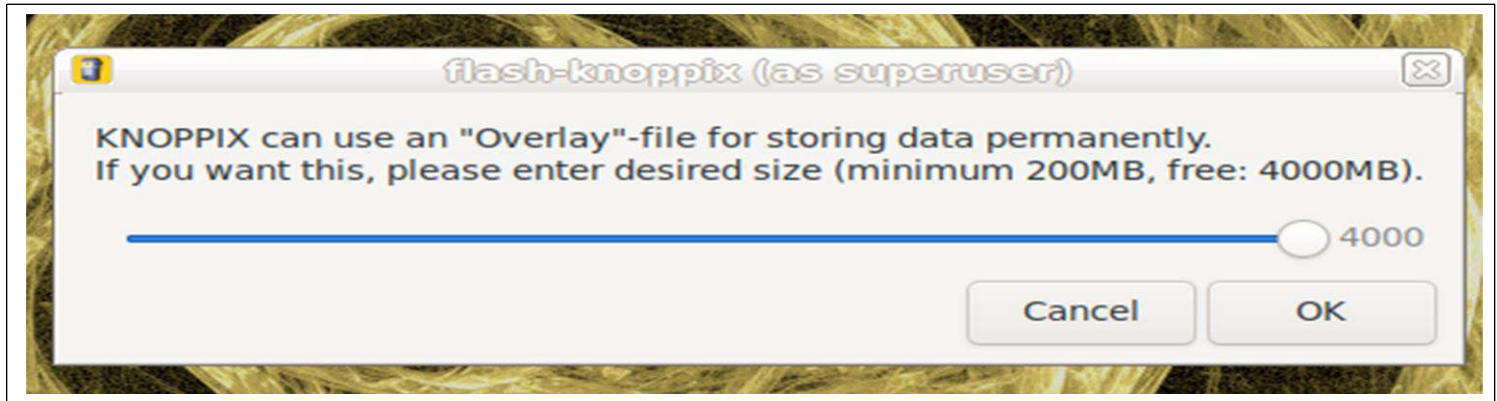 flash-knoppix (as superuser)
KNOPPIX can use an "Overlay"-file for storing data permanently.
If you want this, please enter desired size (minimum 200MB, free: 4000MB).
4000
Cancel OK